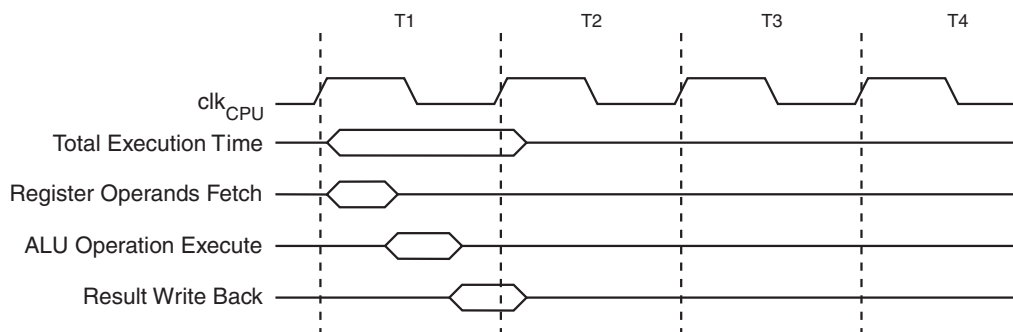 T1 T2 T3 T4
clkCPU
Total Execution Time
Register Operands Fetch
ALU Operation Execute
Result Write Back